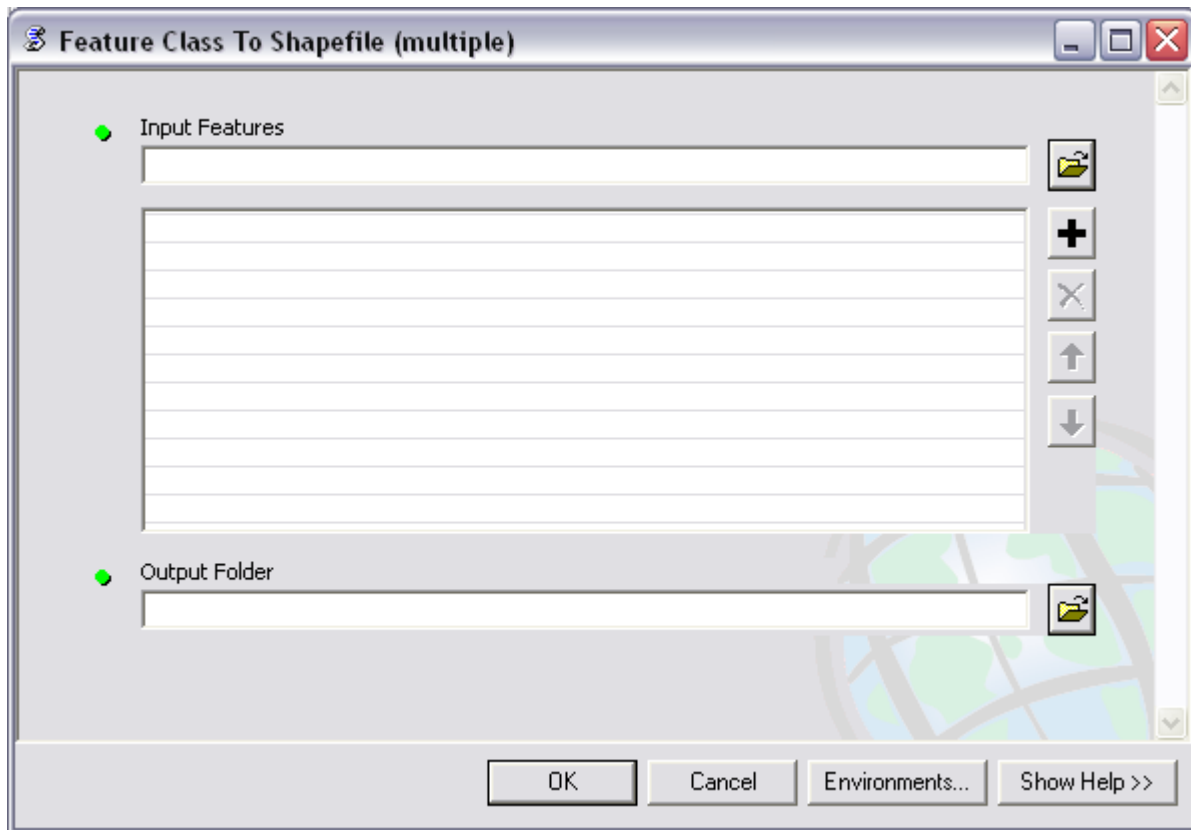 Feature Class To Shapefile (multiple)
Input Features
Output Folder
OK
Cancel
Environments...
Show Help >>